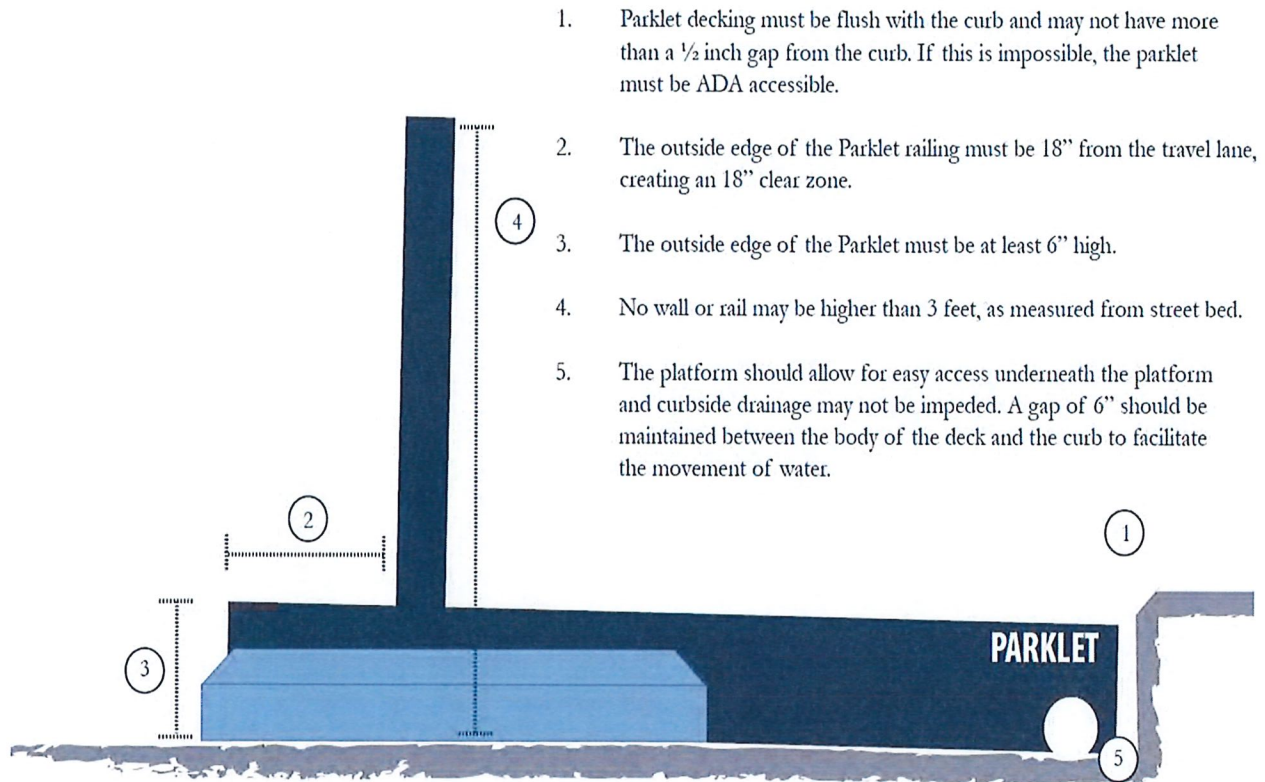 1. Parklet decking must be flush with the curb and may not have more
than a ½ inch gap from the curb. If this is impossible, the parklet
must be ADA accessible.
2. The outside edge of the Parklet railing must be 18” from the travel lane,
creating an 18” clear zone.
3. The outside edge of the Parklet must be at least 6” high.
4. No wall or rail may be higher than 3 feet, as measured from street bed.
5. The platform should allow for easy access underneath the platform
and curbside drainage may not be impeded. A gap of 6” should be
maintained between the body of the deck and the curb to facilitate
the movement of water.
4
2
1
3
PARKLET
5